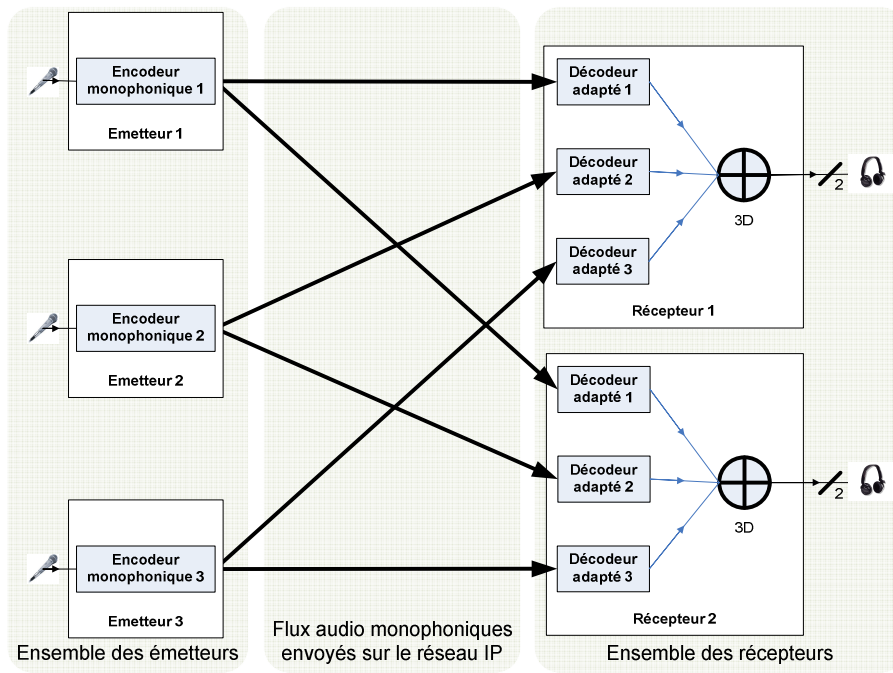 Encodeur
monophonique 1
Emetteur 1
Encodeur
monophonique 2
Emetteur 2
Encodeur
monophonique 3
Emetteur 3
Ensemble des émetteurs
Flux audio monophoniques
envoyés sur le réseau IP
Décodeur
adapté 1
Décodeur
adapté 2
Décodeur
adapté 3
3D
2
Récepteur 1
Décodeur
adapté 1
Décodeur
adapté 2
Décodeur
adapté 3
3D
2
Récepteur 2
Ensemble des récepteurs